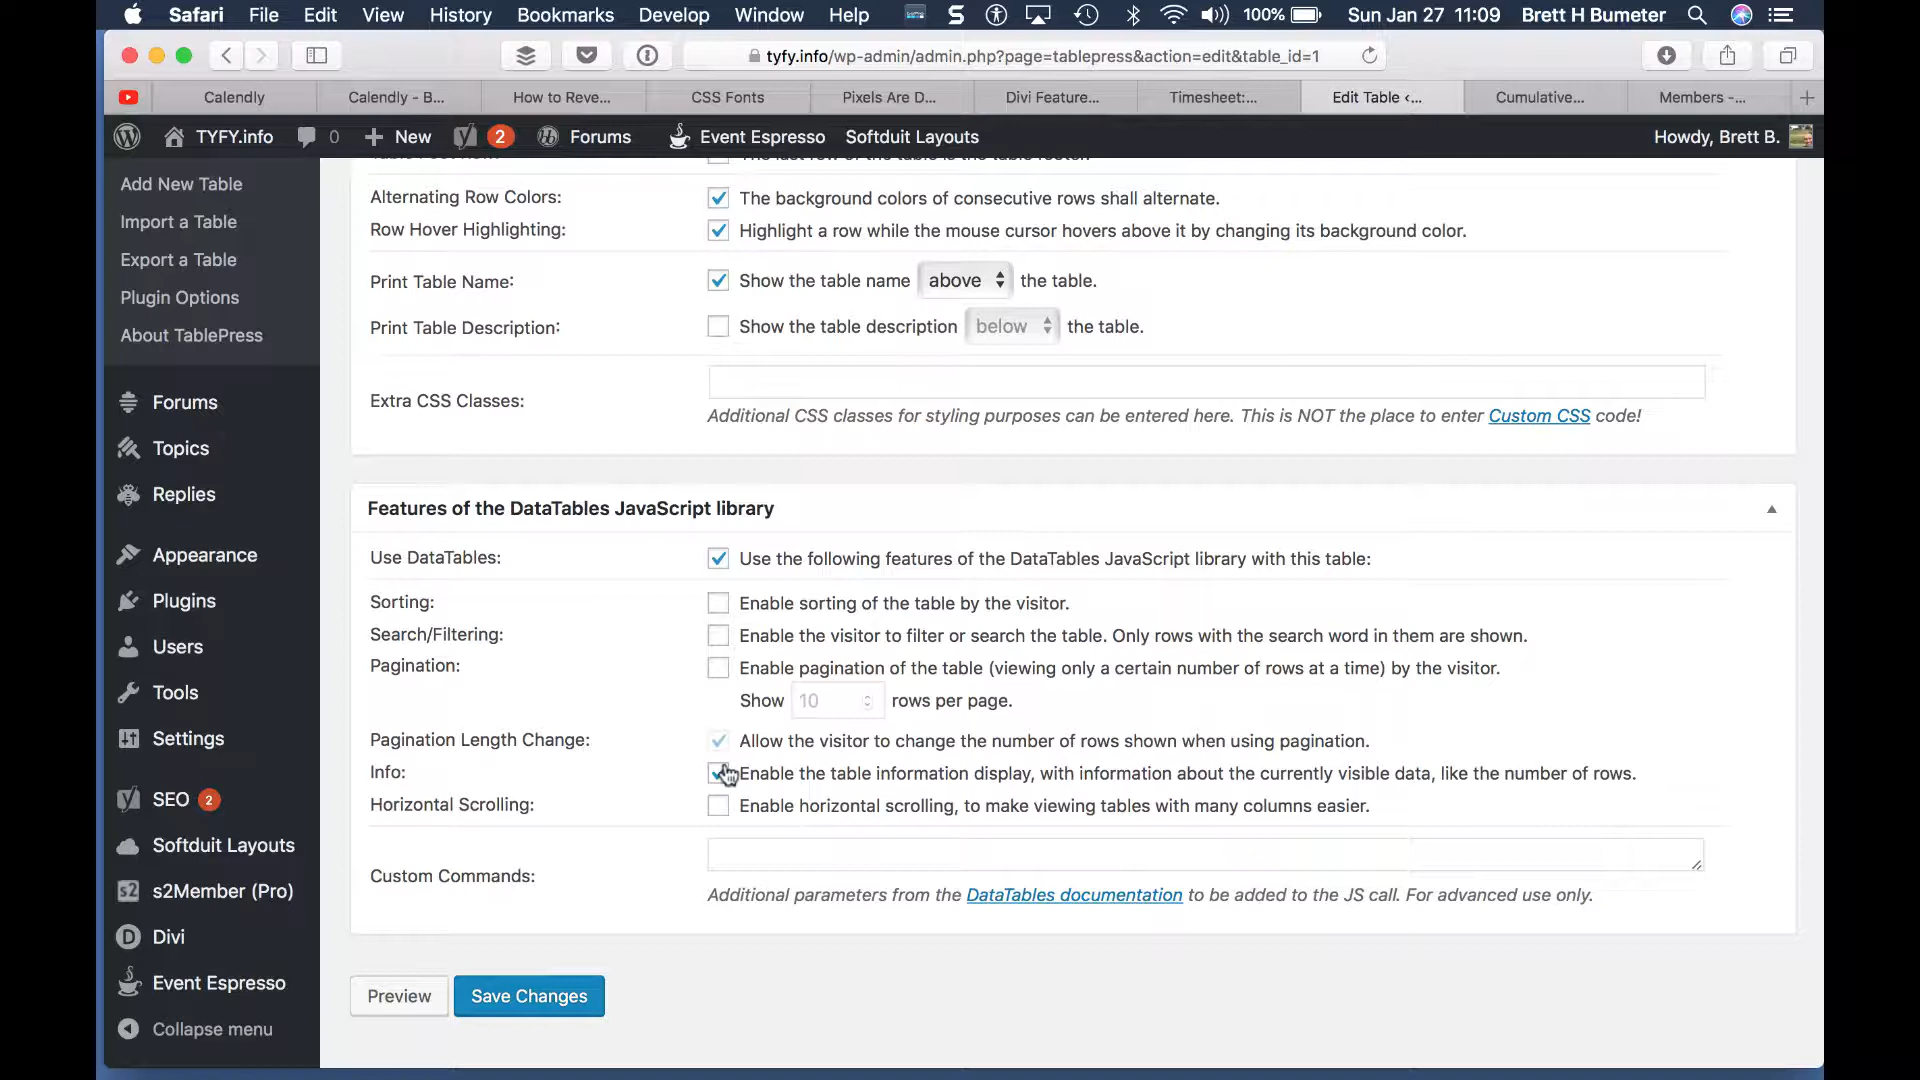 Safari File Edit View History Bookmarks Develop Window Help 100% Sun Jan 27 11:09 Brett H Bumeter
tyfy.info/wp-admin/admin.php?page=tablepress&action=edit&table_id=1
Calendly Calendly - B... How to Reve... CSS Fonts Pixels Are D... Divi Feature... Timesheet:... Edit Table ‹... Cumulative... Members -...
TYFY.info 0 New 2 Forums Event Espresso Softduit Layouts Howdy, Brett B.
The last row of the table is the table footer.
Add New Table
Import a Table
Export a Table
Plugin Options
About TablePress
Forums
Topics
Replies
Appearance
Plugins
Users
Tools
Settings
SEO 2
Softduit Layouts
s2 s2Member (Pro)
D Divi
Event Espresso
Collapse menu
Alternating Row Colors: The background colors of consecutive rows shall alternate.
Row Hover Highlighting: Highlight a row while the mouse cursor hovers above it by changing its background color.
Print Table Name: Show the table name above the table.
Print Table Description: Show the table description below the table.
Extra CSS Classes:
Additional CSS classes for styling purposes can be entered here. This is NOT the place to enter Custom CSS code!
Features of the DataTables JavaScript library
Use DataTables: Use the following features of the DataTables JavaScript library with this table:
Sorting: Enable sorting of the table by the visitor.
Search/Filtering: Enable the visitor to filter or search the table. Only rows with the search word in them are shown.
Pagination: Enable pagination of the table (viewing only a certain number of rows at a time) by the visitor.
Show 10 rows per page.
Pagination Length Change: Allow the visitor to change the number of rows shown when using pagination.
Info: Enable the table information display, with information about the currently visible data, like the number of rows.
Horizontal Scrolling: Enable horizontal scrolling, to make viewing tables with many columns easier.
Custom Commands:
Additional parameters from the DataTables documentation to be added to the JS call. For advanced use only.
Preview Save Changes